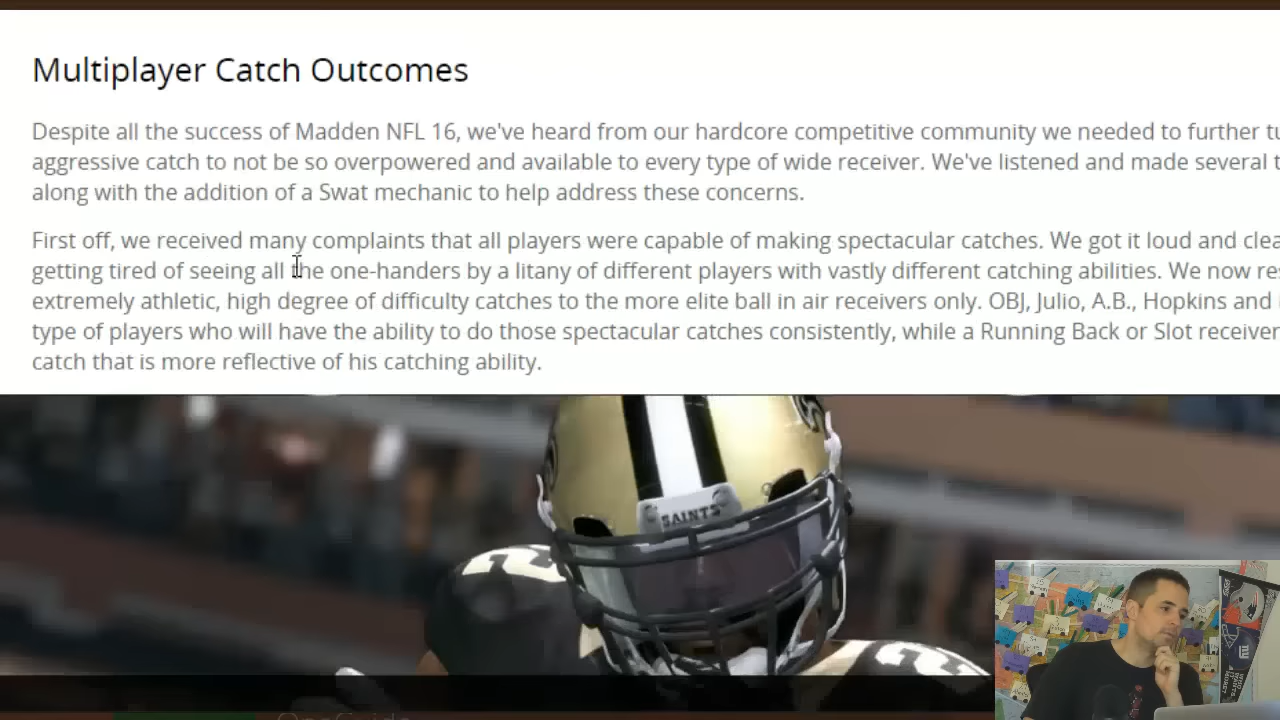 Multiplayer Catch Outcomes
Despite all the success of Madden NFL 16, we've heard from our hardcore competitive community we needed to further tu
aggressive catch to not be so overpowered and available to every type of wide receiver. We've listened and made several t
along with the addition of a Swat mechanic to help address these concerns.
First off, we received many complaints that all players were capable of making spectacular catches. We got it loud and clea
getting tired of seeing all the one-handers by a litany of different players with vastly different catching abilities. We now res
extremely athletic, high degree of difficulty catches to the more elite ball in air receivers only. OBJ, Julio, A.B., Hopkins and
type of players who will have the ability to do those spectacular catches consistently, while a Running Back or Slot receiver
catch that is more reflective of his catching ability.
SAINTS